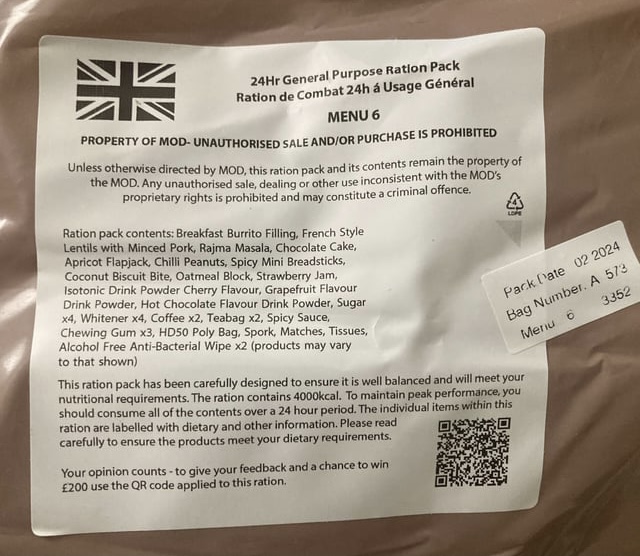 24Hr General Purpose Ration Pack
Ration de Combat 24h á Usage Général
MENU 6
PROPERTY OF MOD- UNAUTHORISED SALE AND/OR PURCHASE IS PROHIBITED
Unless otherwise directed by MOD, this ration pack and its contents remain the property of
the MOD. Any unauthorised sale, dealing or other use inconsistent with the MOD's
proprietary rights is prohibited and may constitute a criminal offence.
4
LDPE
Ration pack contents: Breakfast Burrito Filling, French Style
Lentils with Minced Pork, Rajma Masala, Chocolate Cake,
Apricot Flapjack, Chilli Peanuts, Spicy Mini Breadsticks,
Coconut Biscuit Bite, Oatmeal Block, Strawberry Jam,
Isotonic Drink Powder Cherry Flavour, Grapefruit Flavour
Drink Powder, Hot Chocolate Flavour Drink Powder, Sugar
x4, Whitener x4, Coffee x2, Teabag x2, Spicy Sauce,
Chewing Gum x3, HD50 Poly Bag, Spork, Matches, Tissues,
Alcohol Free Anti-Bacterial Wipe x2 (products may vary
to that shown)
Pack Date 02 2024
Bag Number. A 573
Menu 6 3352
This ration pack has been carefully designed to ensure it is well balanced and will meet your
nutritional requirements. The ration contains 4000kcal. To maintain peak performance, you
should consume all of the contents over a 24 hour period. The individual items within this
ration are labelled with dietary and other information. Please read
carefully to ensure the products meet your dietary requirements.
Your opinion counts - to give your feedback and a chance to win
£200 use the QR code applied to this ration.